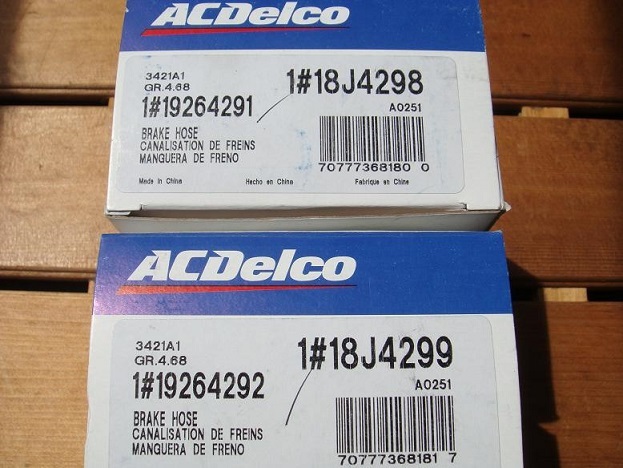 ACDelco
3421A1
GR.4.68
1#18J4298
1#19264291
A0251
BRAKE HOSE
CANALISATION DE FREINS
MANGUERA DE FRENO
70777368180 0
Made in China
Hecho en China
Fabrique en China
ACDelco
3421A1
GR.4.68
1#18J4299
1#19264292
A0251
BRAKE HOSE
CANALISATION DE FREINS
MANGUERA DE FRENO
70777368181 7